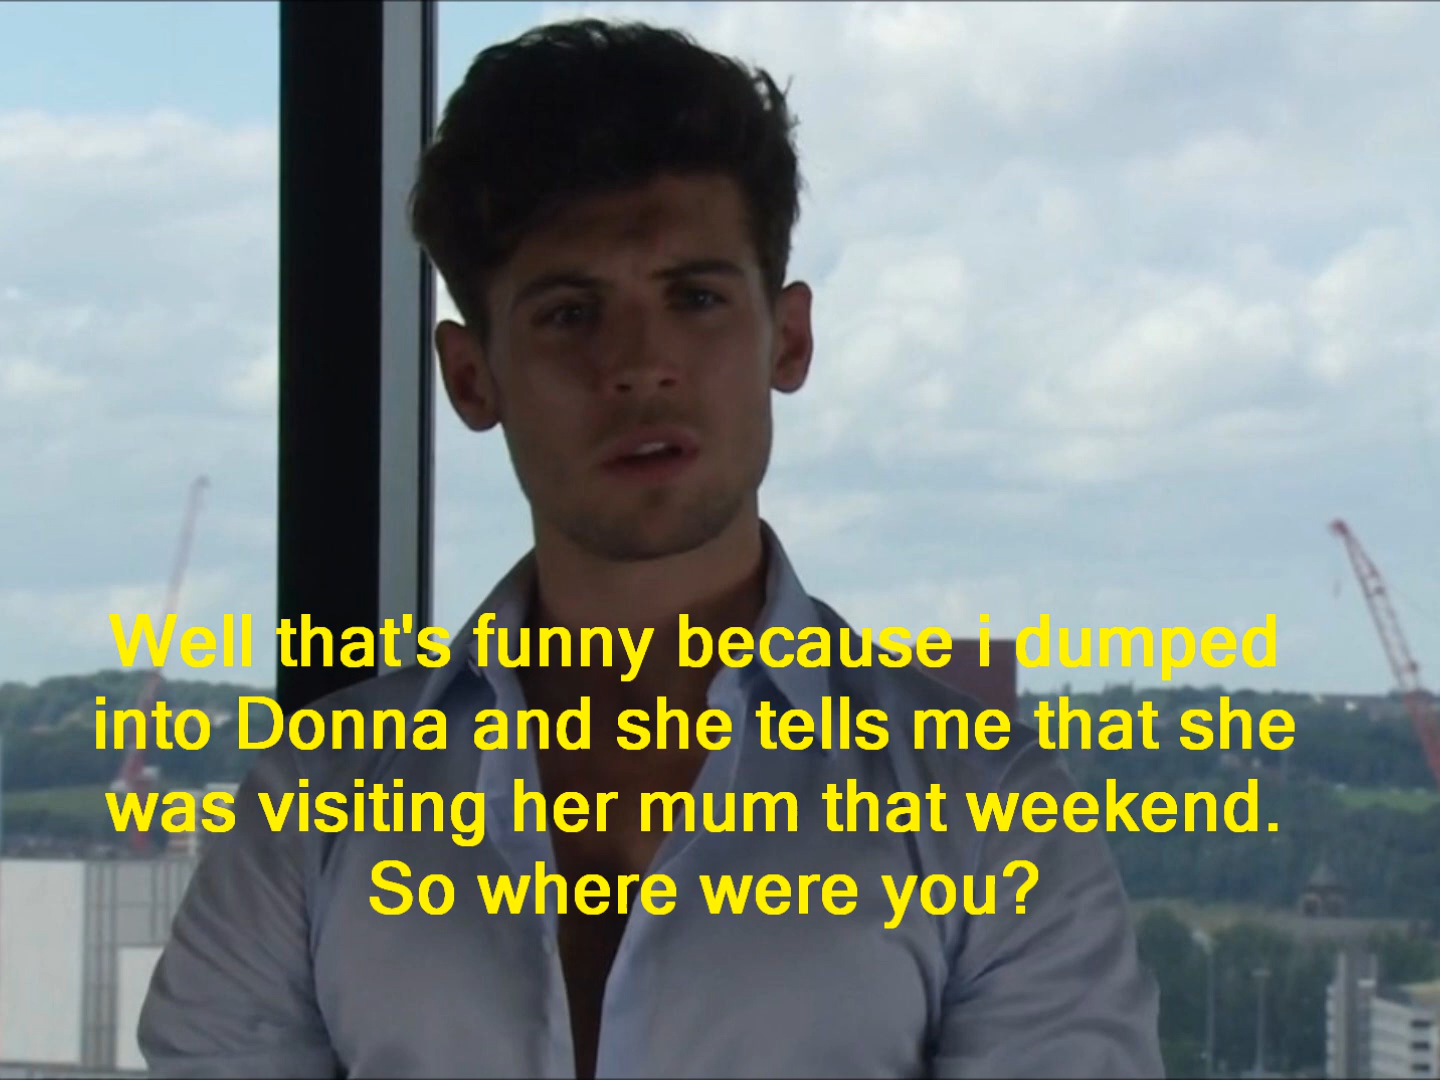 Well that's funny because i dumped
into Donna and she tells me that she
was visiting her mum that weekend.
So where were you?